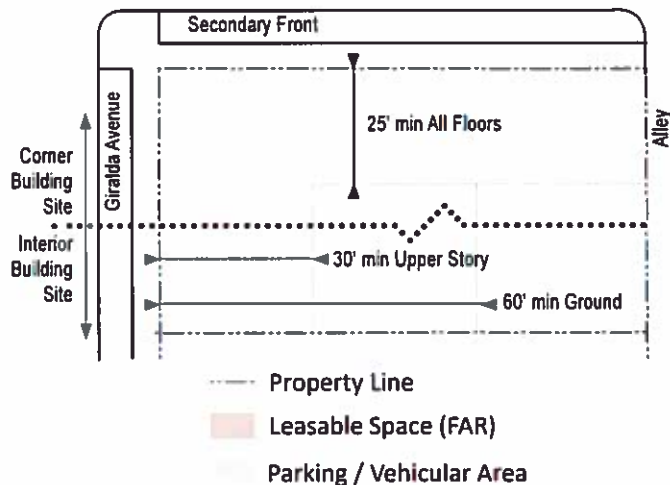 Secondary Front
Giralda Avenue
25' min All Floors
Alley
Corner
Building
Site
Interior
Building
Site
30' min Upper Story
60' min Ground
Property Line
Leasable Space (FAR)
Parking / Vehicular Area